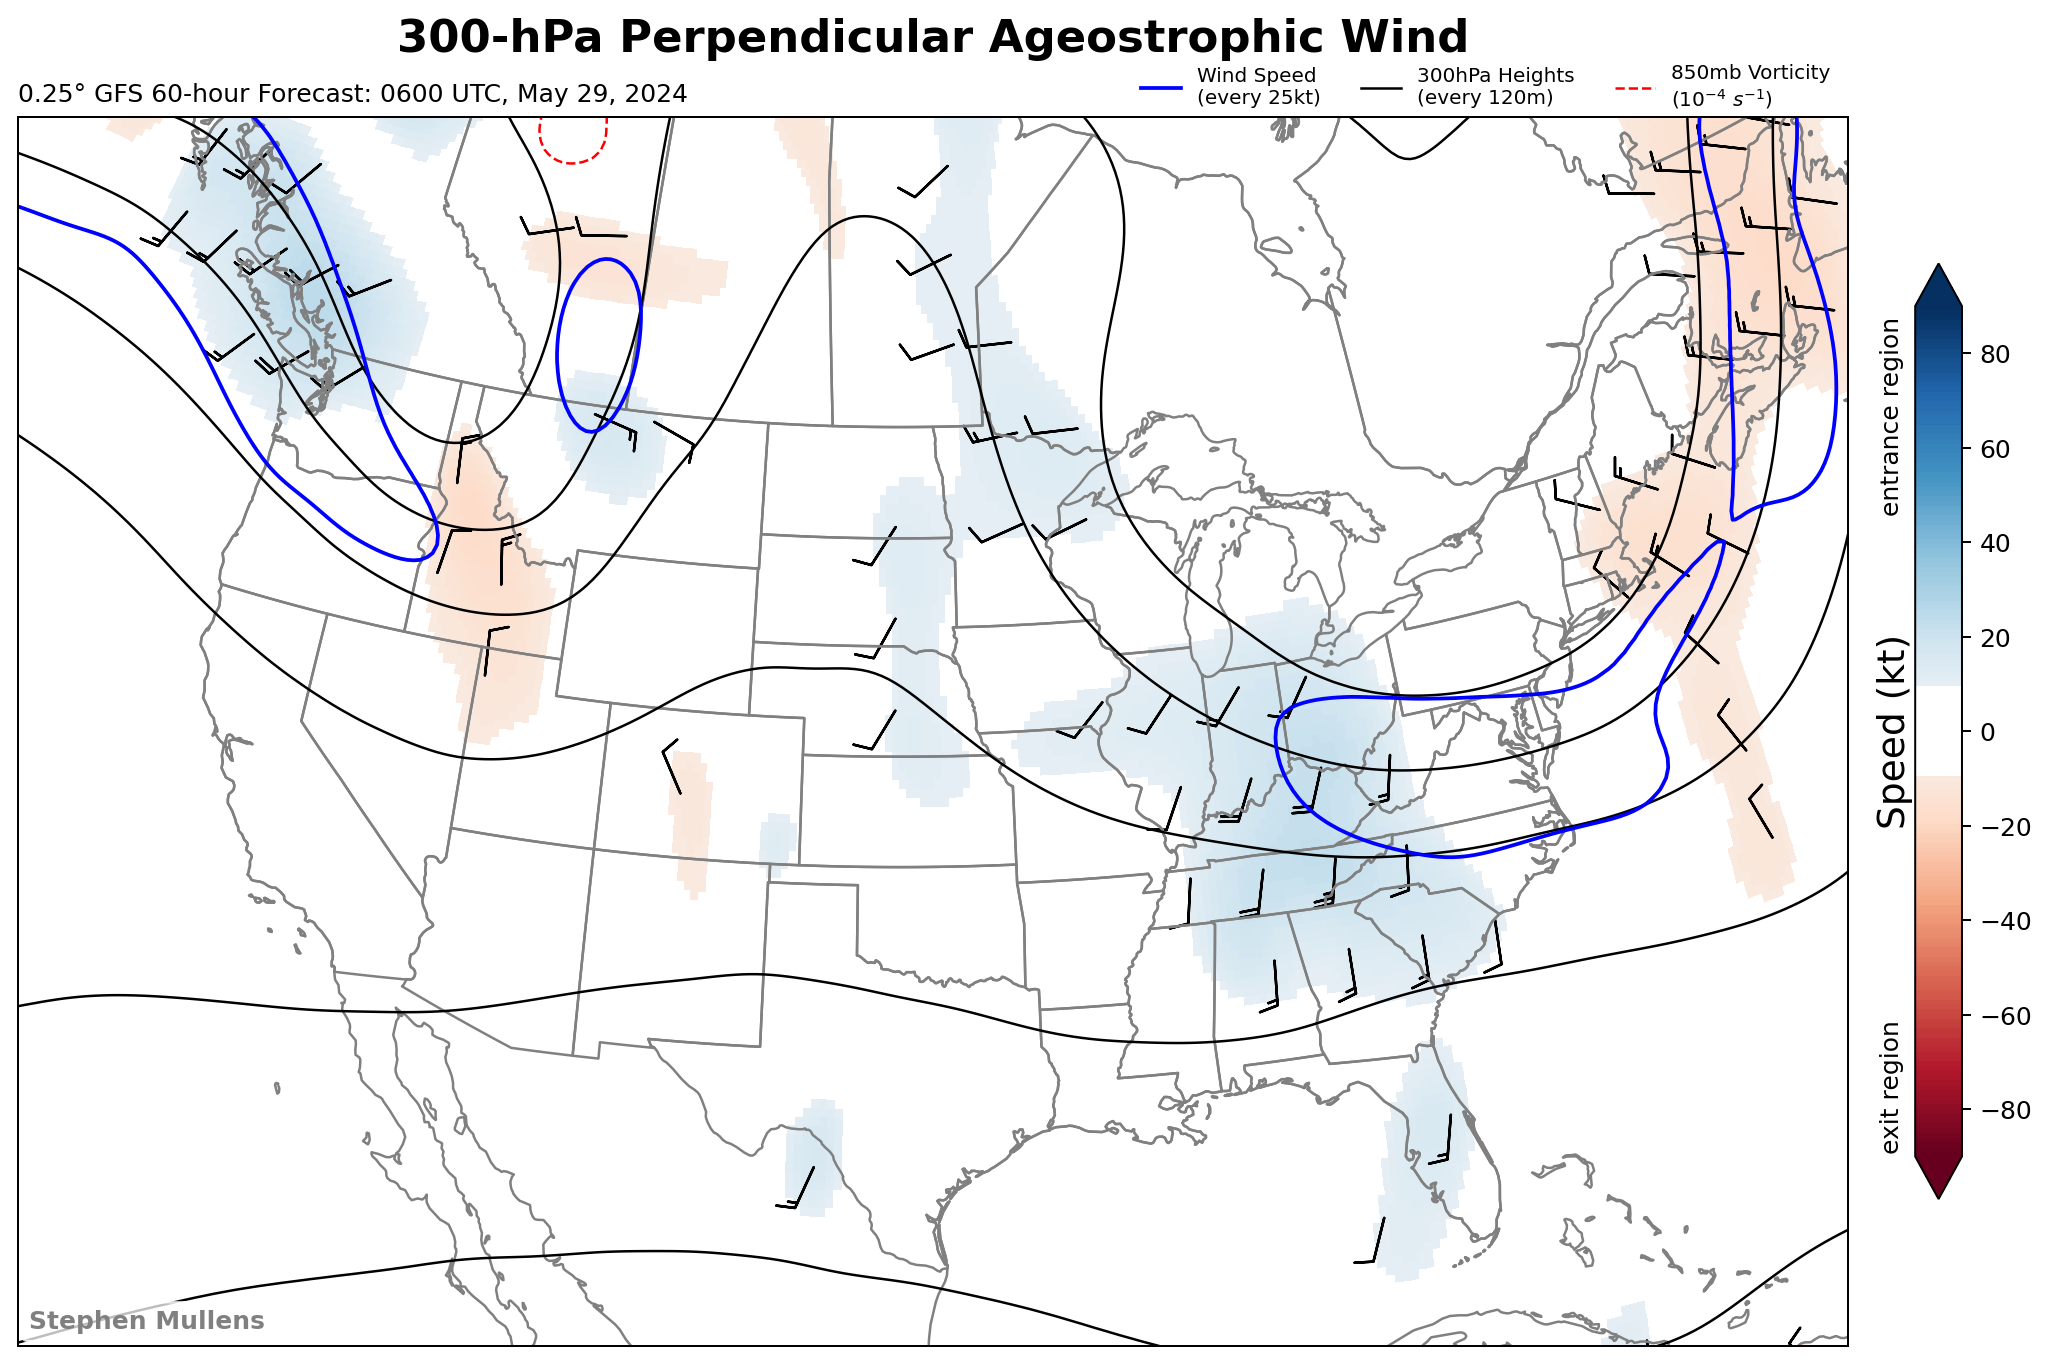 300-hPa Perpendicular Ageostrophic Wind
0.25° GFS 60-hour Forecast: 0600 UTC, May 29, 2024
Wind Speed
(every 25kt)
300hPa Heights
(every 120m)
850mb Vorticity
(10⁻⁴ s⁻¹)
entrance region
Speed (kt)
exit region
80
60
40
20
0
−20
−40
−60
−80
Stephen Mullens